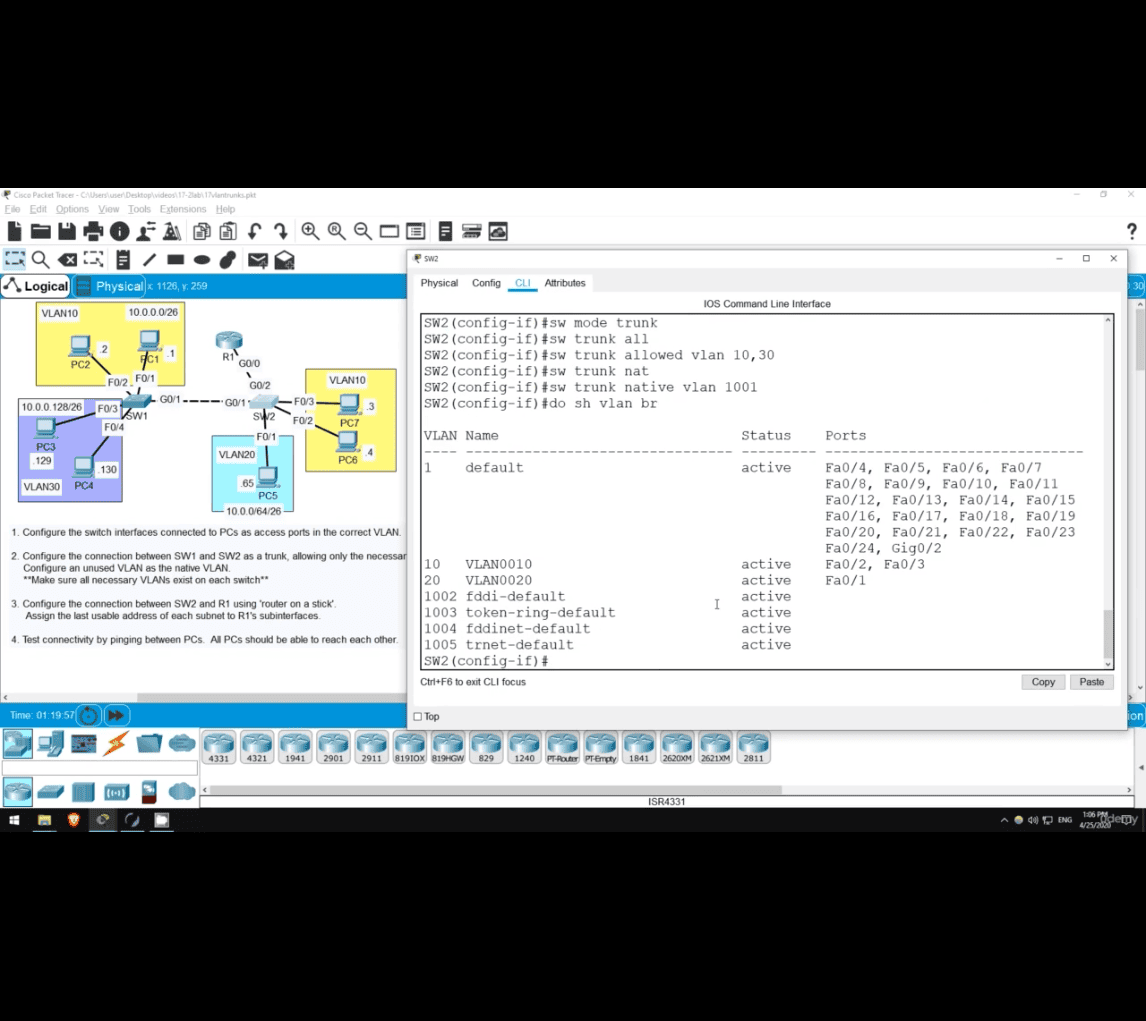 Cisco Packet Tracer - C:\Users\user\Desktop\videos\17-2lab\17vlantrunks.pkt
File Edit Options View Tools Extensions Help
?
Logical Physical x: 1126, y: 259
:30
SW2
Physical Config CLI Attributes
IOS Command Line Interface
SW2(config-if)#sw mode trunk
SW2(config-if)#sw trunk all
SW2(config-if)#sw trunk allowed vlan 10,30
SW2(config-if)#sw trunk nat
SW2(config-if)#sw trunk native vlan 1001
SW2(config-if)#do sh vlan br
VLAN Name Status Ports
---- -------------------------------- --------- -------------------------------
1 default active Fa0/4, Fa0/5, Fa0/6, Fa0/7
Fa0/8, Fa0/9, Fa0/10, Fa0/11
Fa0/12, Fa0/13, Fa0/14, Fa0/15
Fa0/16, Fa0/17, Fa0/18, Fa0/19
Fa0/20, Fa0/21, Fa0/22, Fa0/23
Fa0/24, Gig0/2
10 VLAN0010 active Fa0/2, Fa0/3
20 VLAN0020 active Fa0/1
1002 fddi-default active
1003 token-ring-default active
1004 fddinet-default active
1005 trnet-default active
SW2(config-if)#
Ctrl+F6 to exit CLI focus
Copy Paste
Top
VLAN10 10.0.0.0/26
.2 .1
PC2 PC1
F0/2 F0/1
R1
G0/0
G0/2
VLAN10
10.0.0.128/26
F0/3 SW1 G0/1 G0/1 SW2 F0/3 .3
F0/4
PC7
F0/2
PC3
.129
F0/1
.4
PC6
VLAN20
.130
VLAN30 PC4
.65
PC5
10.0.0/64/26
1. Configure the switch interfaces connected to PCs as access ports in the correct VLAN.
2. Configure the connection between SW1 and SW2 as a trunk, allowing only the necessar
Configure an unused VLAN as the native VLAN.
**Make sure all necessary VLANs exist on each switch**
3. Configure the connection between SW2 and R1 using 'router on a stick'.
Assign the last usable address of each subnet to R1's subinterfaces.
4. Test connectivity by pinging between PCs. All PCs should be able to reach each other.
Time: 01:19:57
ion
4331 4321 1941 2901 2911 819IOX 819HGW 829 1240 PT-Router PT-Empty 1841 2620XM 2621XM 2811
ISR4331
ENG
1:06 PM
4/25/2020
udemy